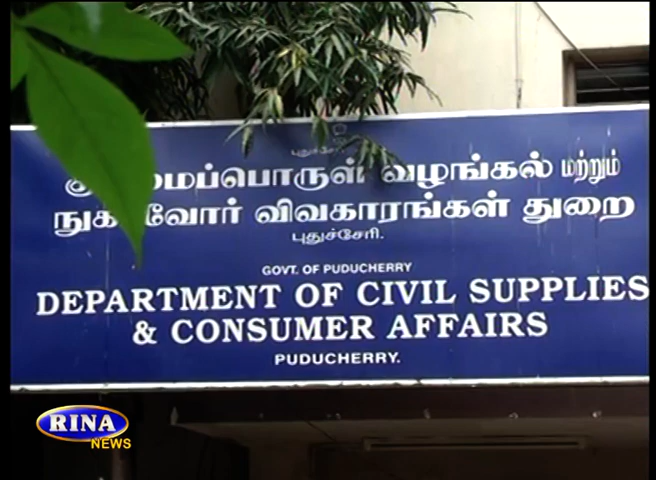 வழங்கல் மற்றும்
விவகாரங்கள் துறை
புதுச்சேரி.
GOVT. OF PUDUCHERRY
DEPARTMENT OF CIVIL SUPPLIES
& CONSUMER AFFAIRS
PUDUCHERRY.
RINA
NEWS